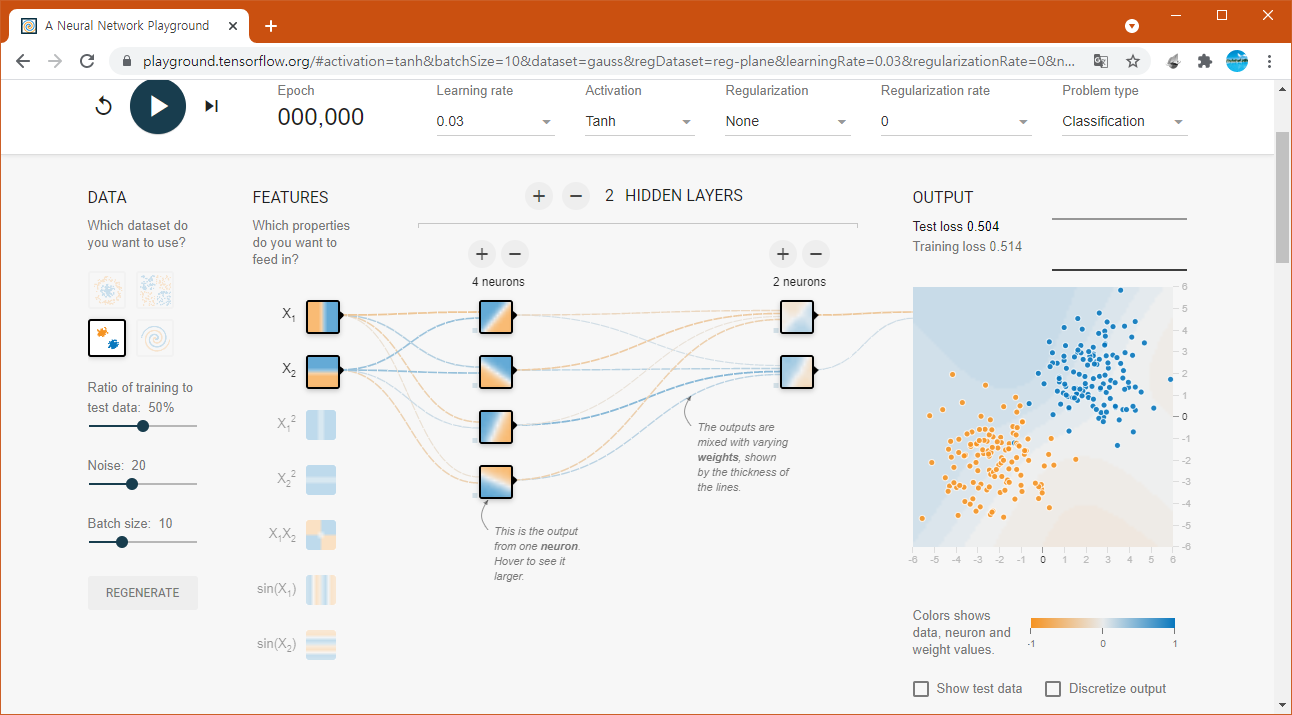 A Neural Network Playground
playground.tensorflow.org/#activation=tanh&batchSize=10&dataset=gauss&regDataset=reg-plane&learningRate=0.03&regularizationRate=0&n...
Epoch
000,000
Learning rate
0.03
Activation
Tanh
Regularization
None
Regularization rate
0
Problem type
Classification
DATA
Which dataset do
you want to use?
Ratio of training to
test data: 50%
Noise: 20
Batch size: 10
REGENERATE
FEATURES
Which properties
do you want to
feed in?
X1
X2
X1²
X2²
X1X2
sin(X1)
sin(X2)
2 HIDDEN LAYERS
4 neurons
2 neurons
This is the output
from one neuron.
Hover to see it
larger.
The outputs are
mixed with varying
weights, shown
by the thickness of
the lines.
OUTPUT
Test loss 0.504
Training loss 0.514
6
5
4
3
2
1
0
-1
-2
-3
-4
-5
-6
-6 -5 -4 -3 -2 -1 0 1 2 3 4 5 6
Colors shows
data, neuron and
weight values.
-1 0 1
Show test data
Discretize output